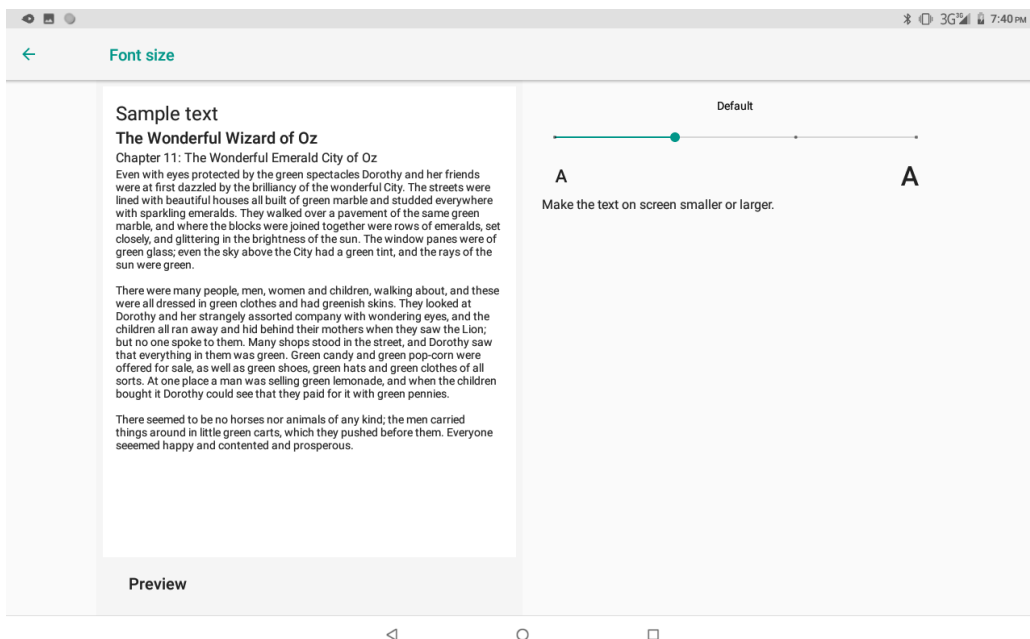 3G 3G 7:40 PM
Font size
Sample text
The Wonderful Wizard of Oz
Chapter 11: The Wonderful Emerald City of Oz
Even with eyes protected by the green spectacles Dorothy and her friends
were at first dazzled by the brilliancy of the wonderful City. The streets were
lined with beautiful houses all built of green marble and studded everywhere
with sparkling emeralds. They walked over a pavement of the same green
marble, and where the blocks were joined together were rows of emeralds, set
closely, and glittering in the brightness of the sun. The window panes were of
green glass; even the sky above the City had a green tint, and the rays of the
sun were green.
There were many people, men, women and children, walking about, and these
were all dressed in green clothes and had greenish skins. They looked at
Dorothy and her strangely assorted company with wondering eyes, and the
children all ran away and hid behind their mothers when they saw the Lion;
but no one spoke to them. Many shops stood in the street, and Dorothy saw
that everything in them was green. Green candy and green pop-corn were
offered for sale, as well as green shoes, green hats and green clothes of all
sorts. At one place a man was selling green lemonade, and when the children
bought it Dorothy could see that they paid for it with green pennies.
There seemed to be no horses nor animals of any kind; the men carried
things around in little green carts, which they pushed before them. Everyone
seeemed happy and contented and prosperous.
Preview
Default
A A
Make the text on screen smaller or larger.